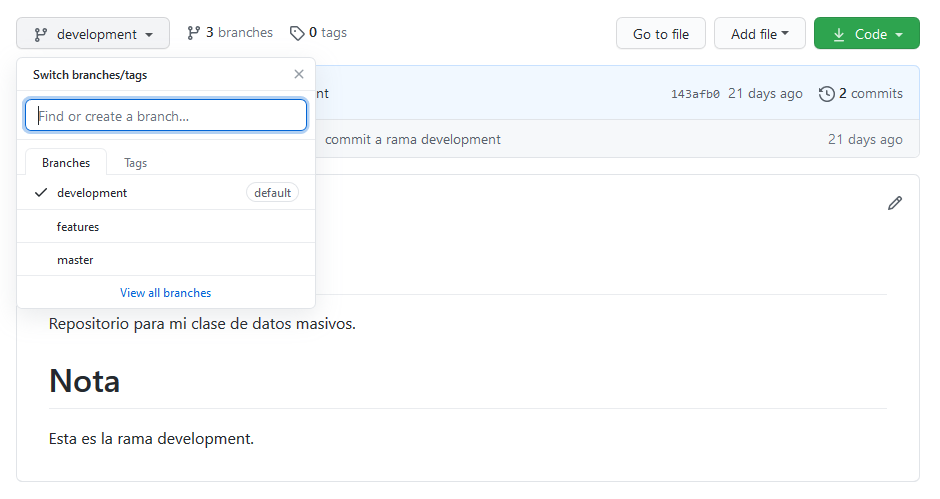 development 3 branches 0 tags Go to file Add file Code
Switch branches/tags
nt 143afb0 21 days ago 2 commits
Find or create a branch...
commit a rama development 21 days ago
Branches Tags
development default
features
master
View all branches
Repositorio para mi clase de datos masivos.
Nota
Esta es la rama development.